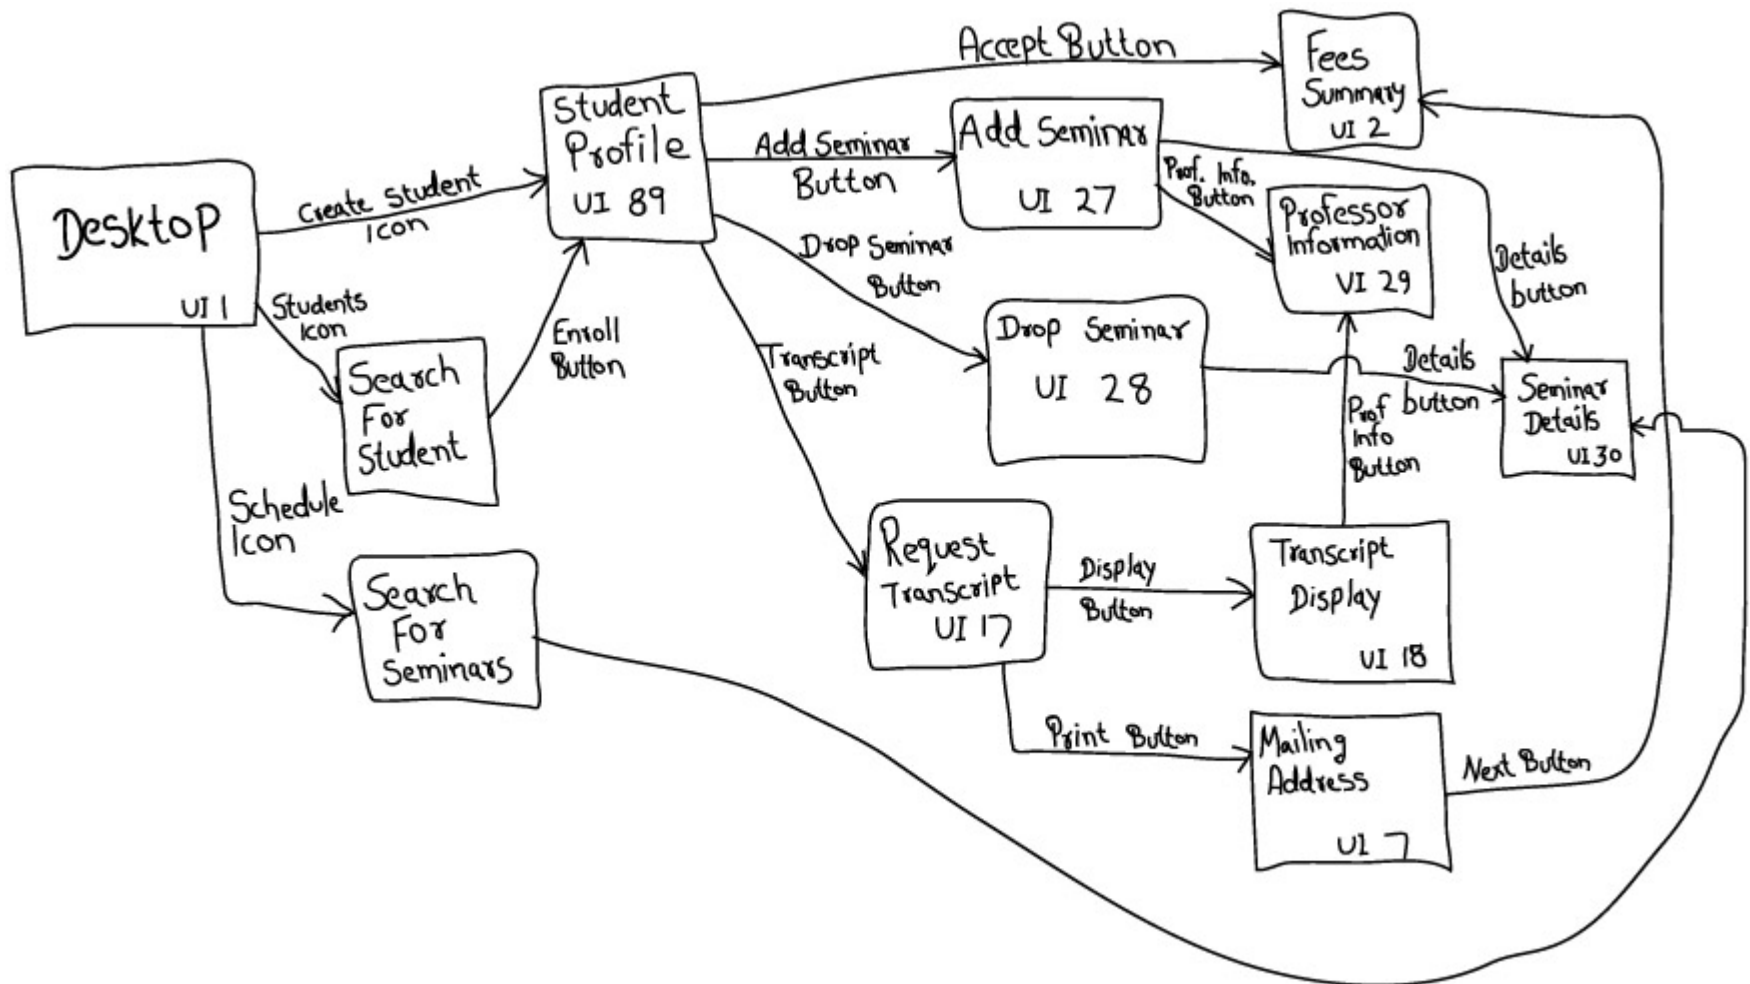 Desktop
UI 1
Create Student
Icon
Students
Icon
Schedule
Icon
Search
For
Student
Enroll
Button
Search
For
Seminars
Student
Profile
UI 89
Accept Button
Add Seminar
Button
Drop Seminar
Button
Transcript
Button
Fees
Summary
UI 2
Add Seminar
UI 27
Prof. Info.
Button
Professor
Information
UI 29
Details
button
Drop Seminar
UI 28
Details
button
Seminar
Details
UI 30
Prof
Info
Button
Request
Transcript
UI 17
Display
Button
Transcript
Display
UI 18
Print Button
Mailing
Address
UI 7
Next Button